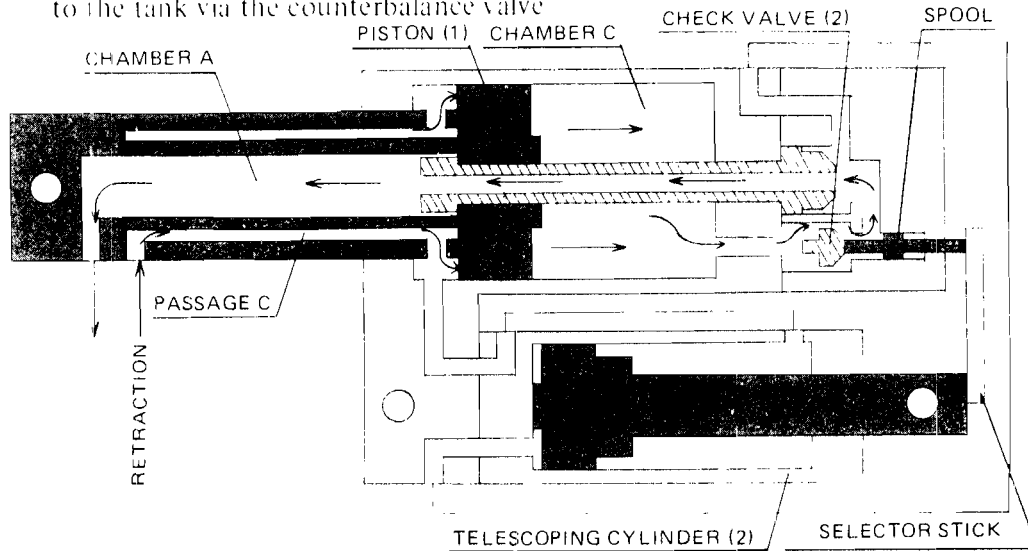 to the tank via the counterbalance valve
CHECK VALVE (2)
SPOOL
PISTON (1)
CHAMBER C
CHAMBER A
PASSAGE C
RETRACTION
TELESCOPING CYLINDER (2)
SELECTOR STICK